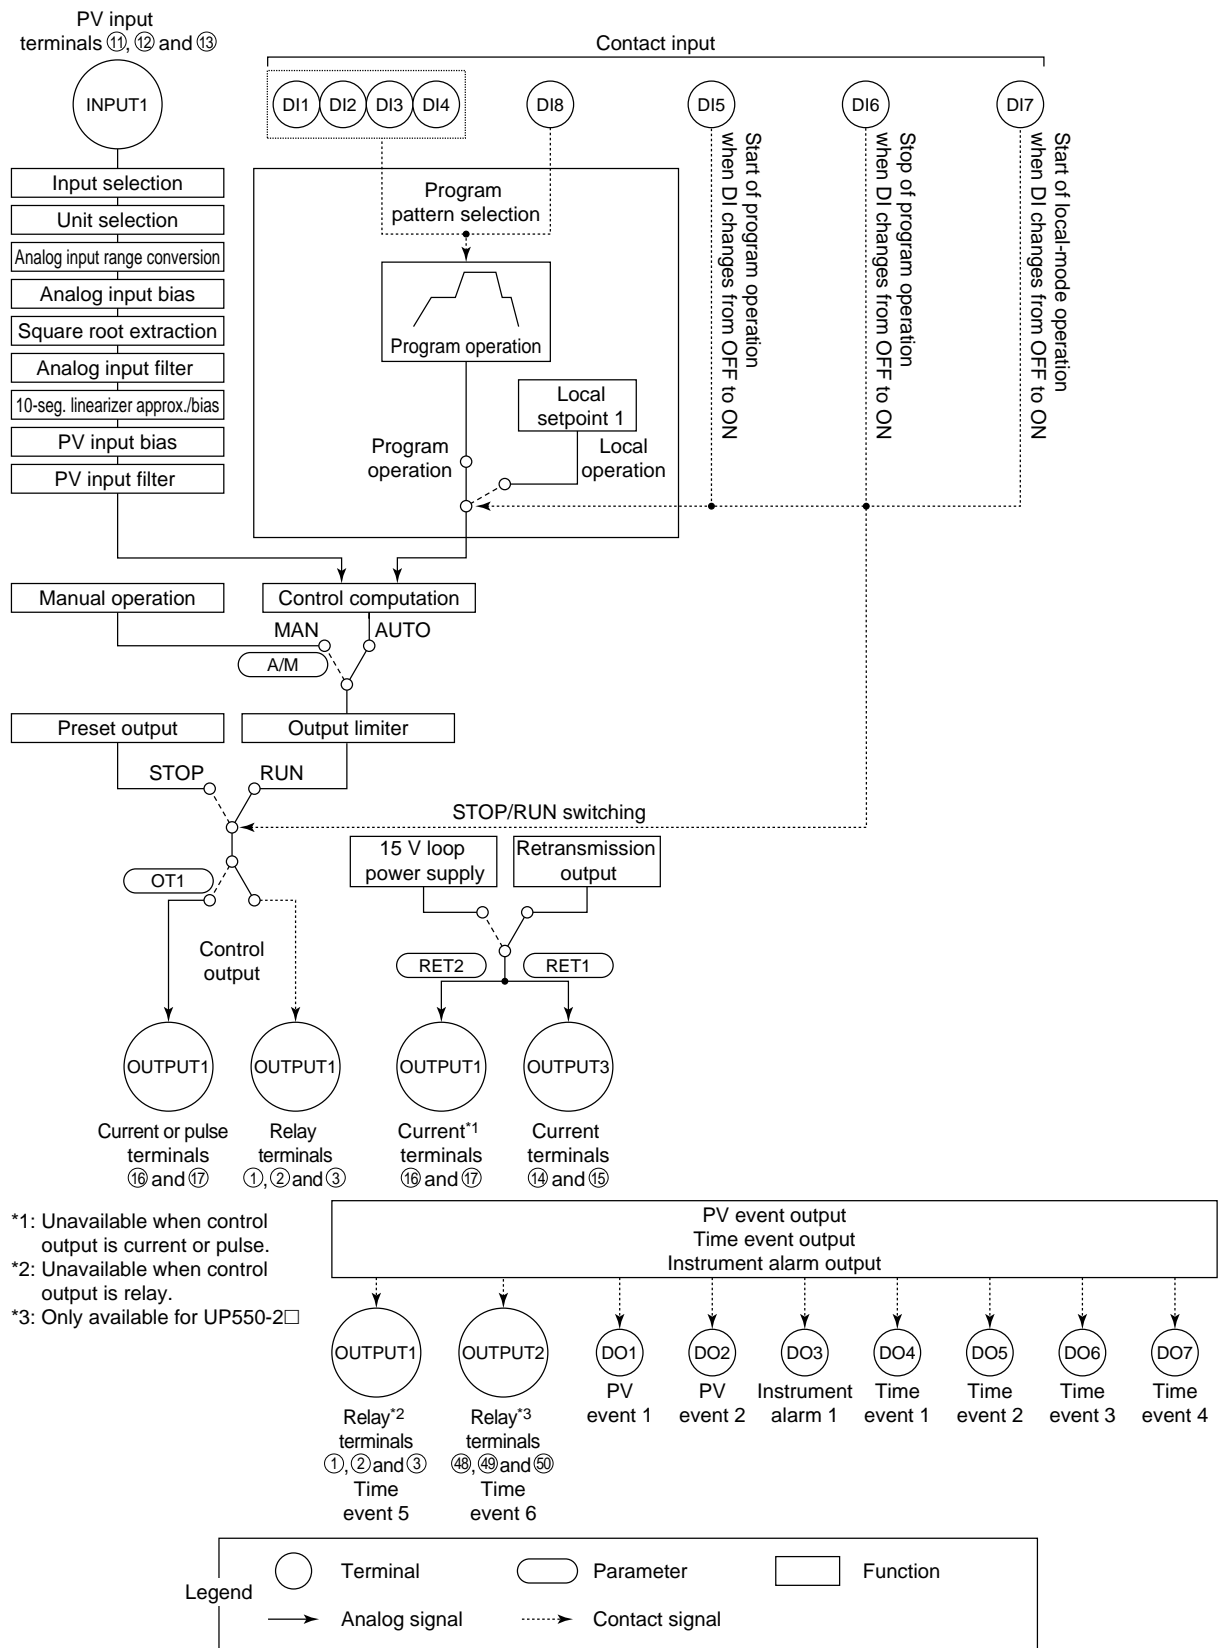 PV input
terminals ⑪, ⑫ and ⑬
Contact input
INPUT1
DI1
DI2
DI3
DI4
DI8
DI5
DI6
DI7
Start of program operation
when DI changes from OFF to ON
Stop of program operation
when DI changes from OFF to ON
Start of local-mode operation
when DI changes from OFF to ON
Input selection
Unit selection
Analog input range conversion
Analog input bias
Square root extraction
Analog input filter
10-seg. linearizer approx./bias
PV input bias
PV input filter
Program
pattern selection
Program operation
Local
setpoint 1
Program
operation
Local
operation
Manual operation
Control computation
MAN
AUTO
A/M
Preset output
Output limiter
STOP
RUN
STOP/RUN switching
15 V loop
power supply
Retransmission
output
OT1
Control
output
RET2
RET1
OUTPUT1
OUTPUT1
OUTPUT1
OUTPUT3
Current or pulse
terminals
⑯ and ⑰
Relay
terminals
①, ② and ③
Current*1
terminals
⑯ and ⑰
Current
terminals
⑭ and ⑮
*1: Unavailable when control
output is current or pulse.
*2: Unavailable when control
output is relay.
*3: Only available for UP550-2□
PV event output
Time event output
Instrument alarm output
OUTPUT1
OUTPUT2
DO1
DO2
DO3
DO4
DO5
DO6
DO7
Relay*2
terminals
①, ② and ③
Time
event 5
Relay*3
terminals
㊽, ㊾ and ㊿
Time
event 6
PV
event 1
PV
event 2
Instrument
alarm 1
Time
event 1
Time
event 2
Time
event 3
Time
event 4
Legend
Terminal
Parameter
Function
Analog signal
Contact signal